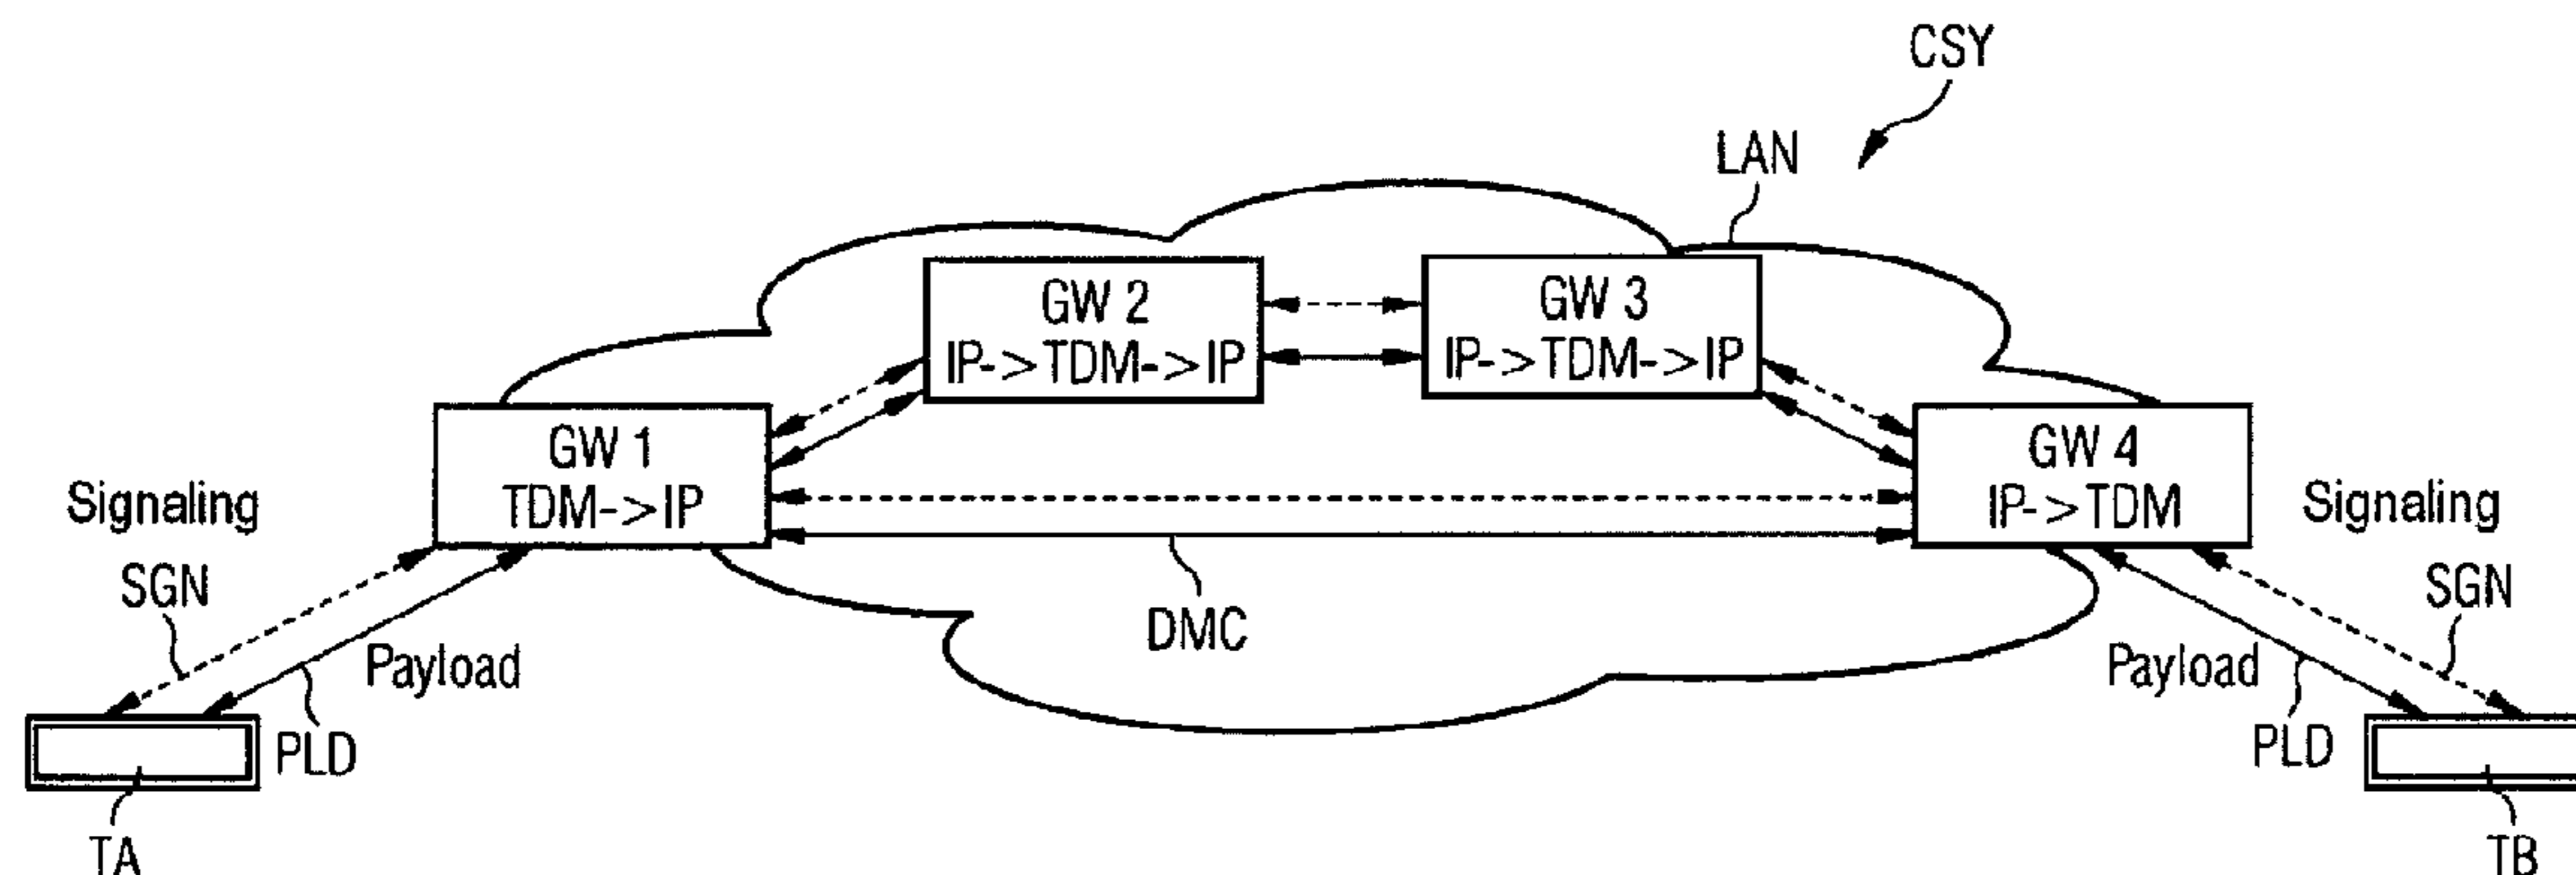 CSY
LAN
GW 2
IP->TDM->IP
GW 3
IP->TDM->IP
GW 1
TDM->IP
GW 4
IP->TDM
Signaling
SGN
Payload
PLD
TA
DMC
Signaling
SGN
Payload
PLD
TB